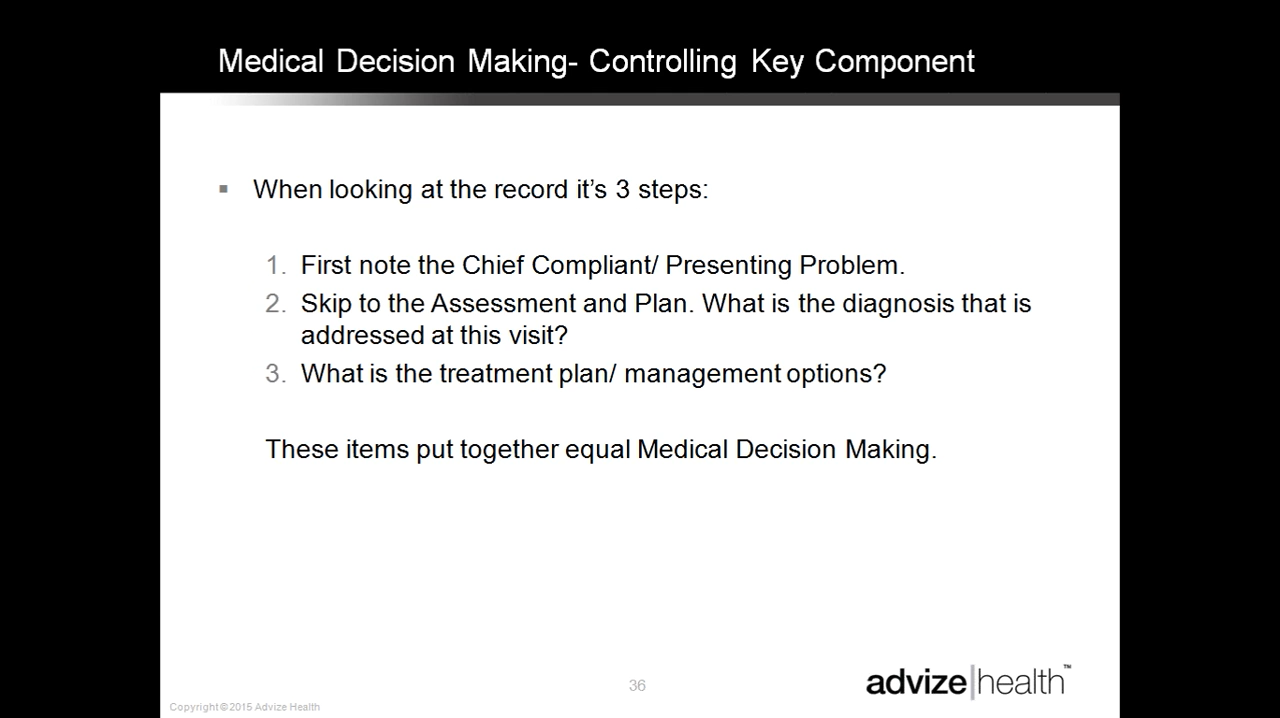 Medical Decision Making- Controlling Key Component
▪ When looking at the record it’s 3 steps:
1. First note the Chief Compliant/ Presenting Problem.
2. Skip to the Assessment and Plan. What is the diagnosis that is
addressed at this visit?
3. What is the treatment plan/ management options?
These items put together equal Medical Decision Making.
36
advize|health™
Copyright©2015 Advize Health